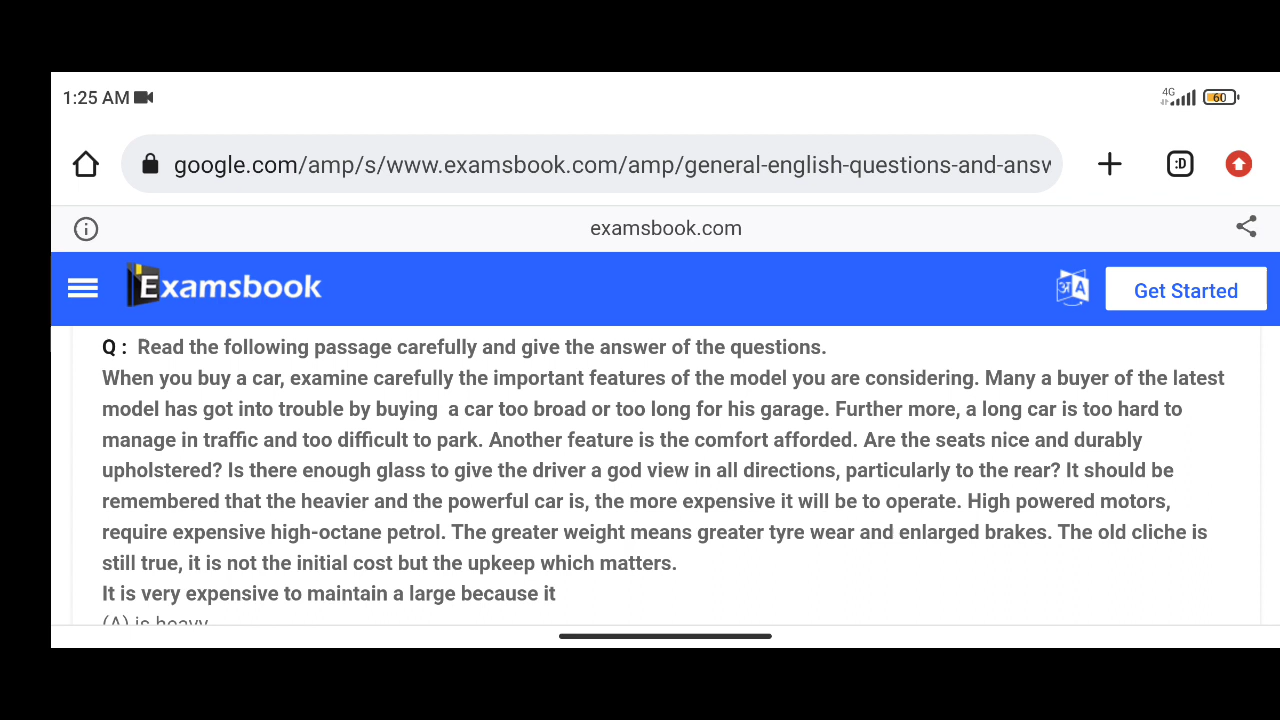 1:25 AM
4G
60
google.com/amp/s/www.examsbook.com/amp/general-english-questions-and-answ
:D
examsbook.com
Examsbook
अA
Get Started
Q :  Read the following passage carefully and give the answer of the questions.
When you buy a car, examine carefully the important features of the model you are considering. Many a buyer of the latest
model has got into trouble by buying  a car too broad or too long for his garage. Further more, a long car is too hard to
manage in traffic and too difficult to park. Another feature is the comfort afforded. Are the seats nice and durably
upholstered? Is there enough glass to give the driver a god view in all directions, particularly to the rear? It should be
remembered that the heavier and the powerful car is, the more expensive it will be to operate. High powered motors,
require expensive high-octane petrol. The greater weight means greater tyre wear and enlarged brakes. The old cliche is
still true, it is not the initial cost but the upkeep which matters.
It is very expensive to maintain a large because it
(A) is heavy